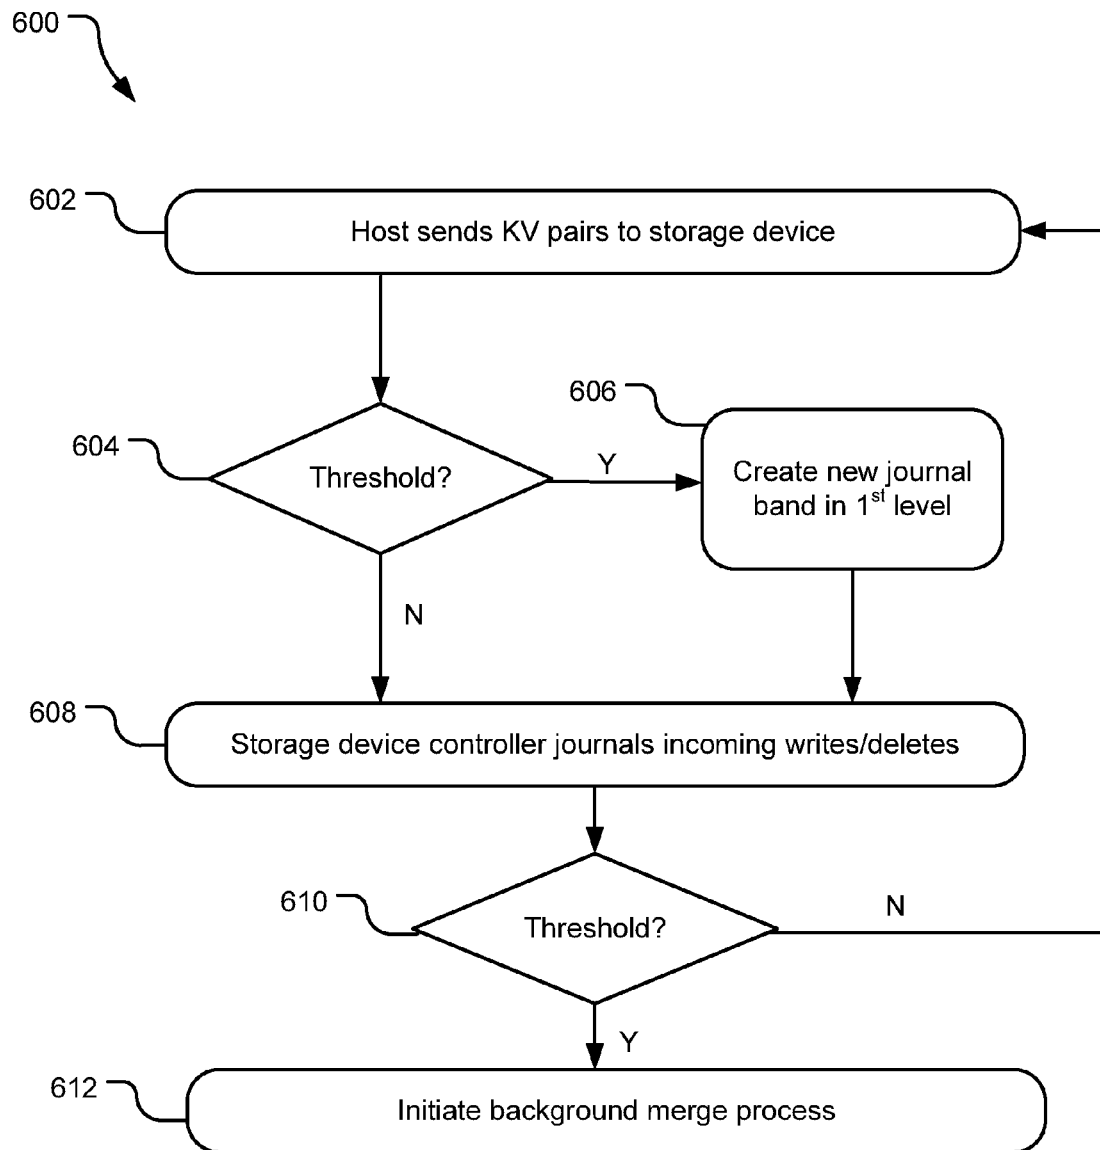 600
602
Host sends KV pairs to storage device
606
604
Threshold?
Y
Create new journal
band in 1st level
N
608
Storage device controller journals incoming writes/deletes
610
Threshold?
N
Y
612
Initiate background merge process